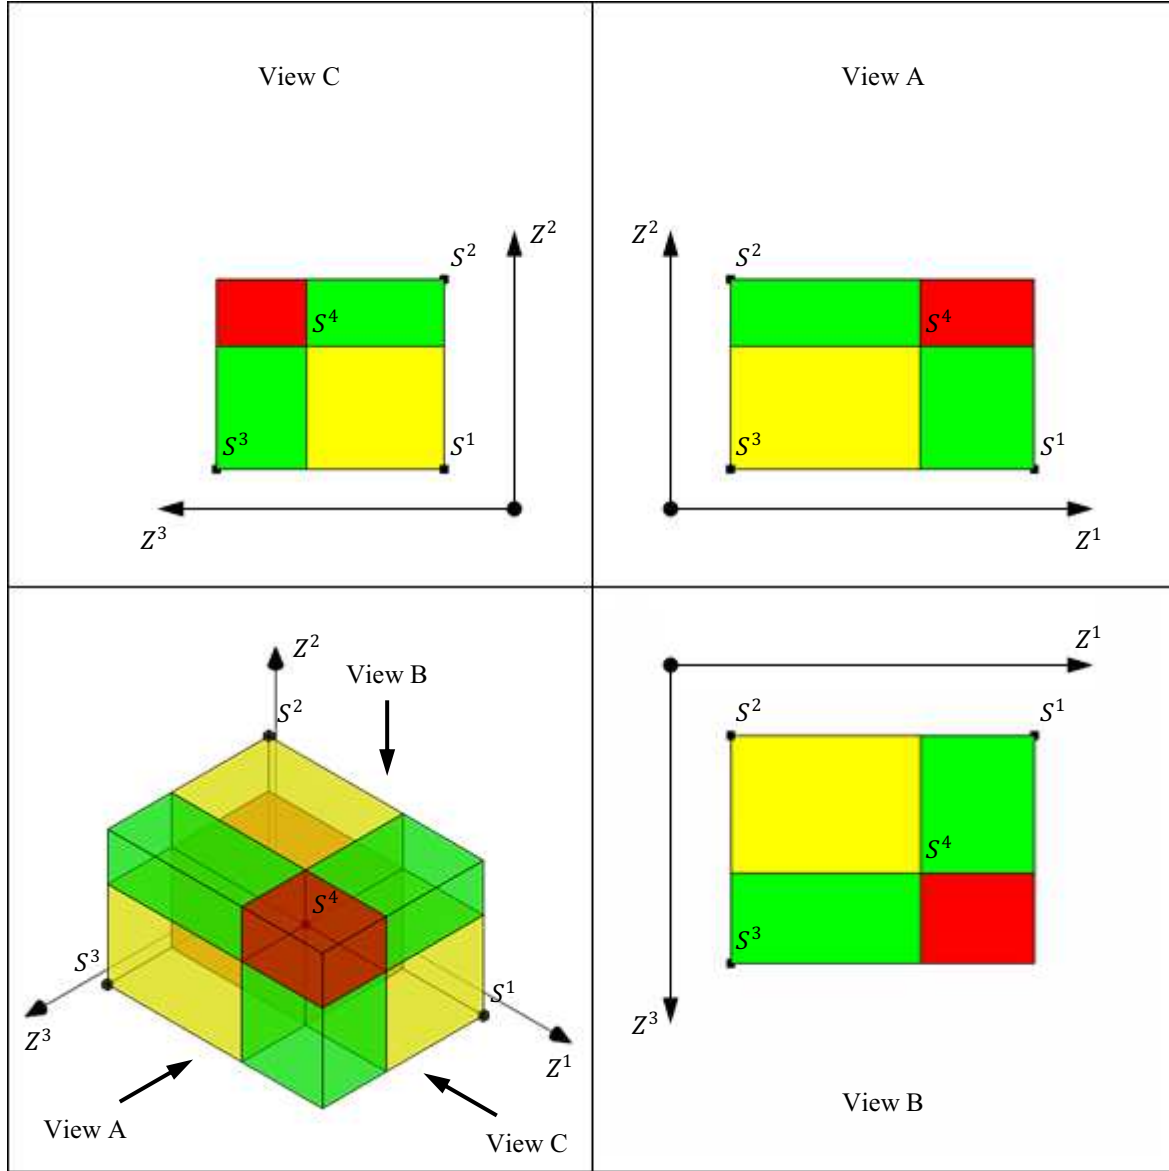 View C
Z²
S²
S⁴
S³
S¹
Z³
View A
Z²
S²
S⁴
S³
S¹
Z¹
Z²
View B
S²
S⁴
S³
S¹
Z³
Z¹
View A
View C
Z¹
S²
S¹
S⁴
S³
Z³
View B